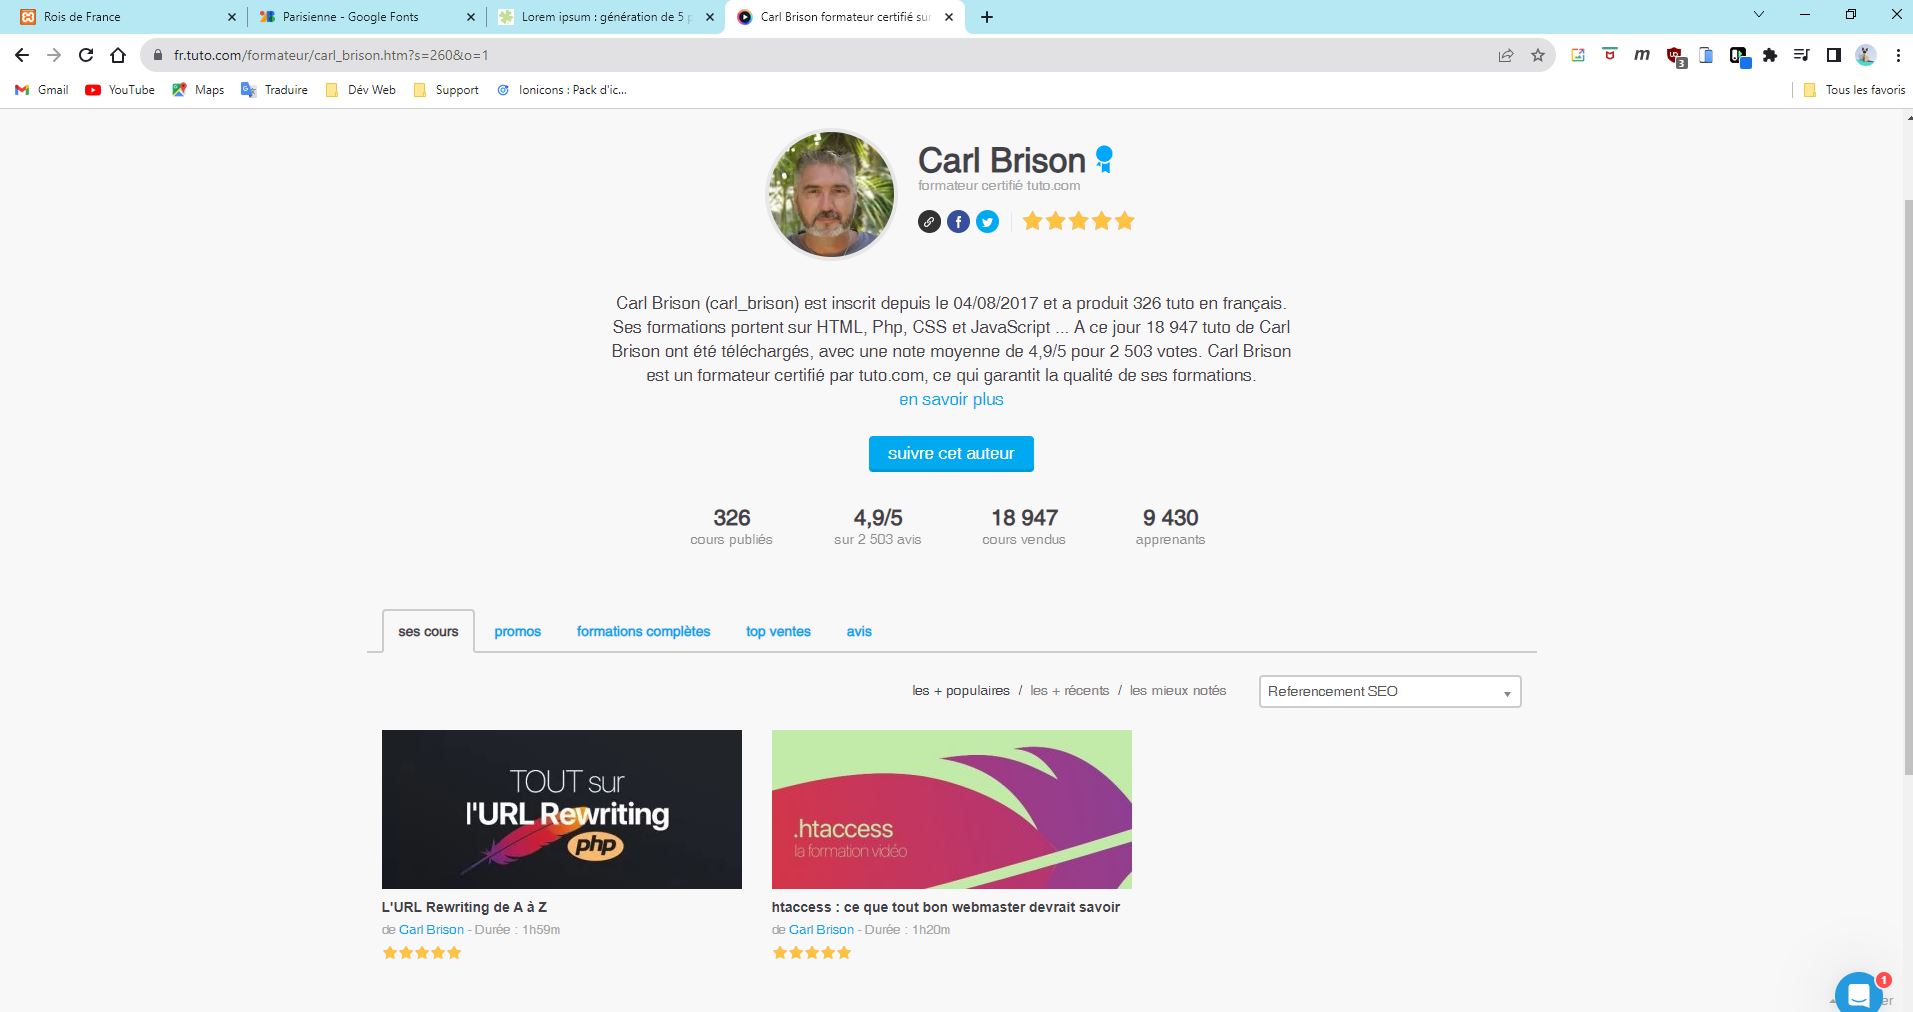 Rois de France
Parisienne - Google Fonts
Lorem ipsum : génération de 5 p
Carl Brison formateur certifié sur
fr.tuto.com/formateur/carl_brison.htm?s=260&o=1
m
3
Gmail
YouTube
Maps
Traduire
Dév Web
Support
Ionicons : Pack d'ic...
Tous les favoris
Carl Brison
formateur certifié tuto.com
Carl Brison (carl_brison) est inscrit depuis le 04/08/2017 et a produit 326 tuto en français.
Ses formations portent sur HTML, Php, CSS et JavaScript ... A ce jour 18 947 tuto de Carl
Brison ont été téléchargés, avec une note moyenne de 4,9/5 pour 2 503 votes. Carl Brison
est un formateur certifié par tuto.com, ce qui garantit la qualité de ses formations.
en savoir plus
suivre cet auteur
326
cours publiés
4,9/5
sur 2 503 avis
18 947
cours vendus
9 430
apprenants
ses cours
promos
formations complètes
top ventes
avis
les + populaires / les + récents / les mieux notés
Referencement SEO
TOUT sur
l'URL Rewriting
php
.htaccess
la formation vidéo
L'URL Rewriting de A à Z
de Carl Brison - Durée : 1h59m
htaccess : ce que tout bon webmaster devrait savoir
de Carl Brison - Durée : 1h20m
1
er